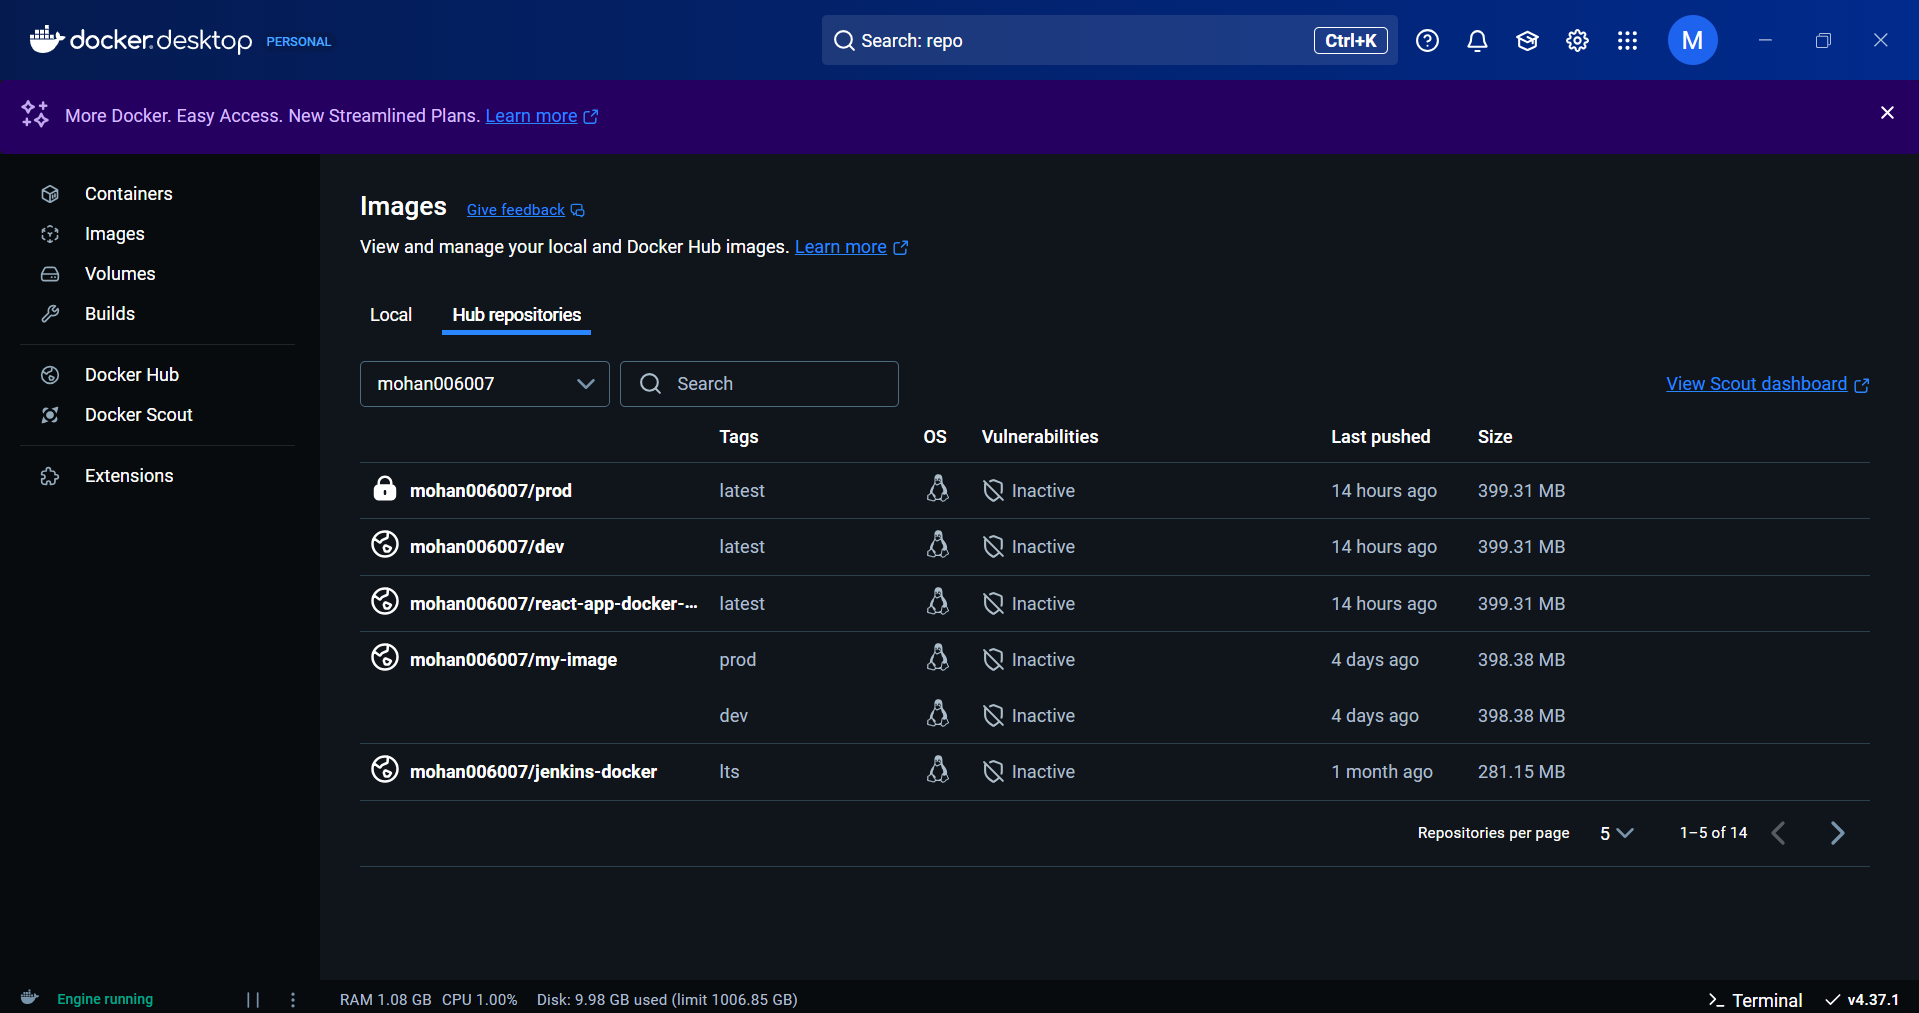 docker.desktop PERSONAL
Search: repo Ctrl+K
M
More Docker. Easy Access. New Streamlined Plans. Learn more
Containers
Images
Volumes
Builds
Docker Hub
Docker Scout
Extensions
Images Give feedback
View and manage your local and Docker Hub images. Learn more
Local Hub repositories
mohan006007 Search View Scout dashboard
Tags OS Vulnerabilities Last pushed Size
mohan006007/prod latest Inactive 14 hours ago 399.31 MB
mohan006007/dev latest Inactive 14 hours ago 399.31 MB
mohan006007/react-app-docker-... latest Inactive 14 hours ago 399.31 MB
mohan006007/my-image prod Inactive 4 days ago 398.38 MB
dev Inactive 4 days ago 398.38 MB
mohan006007/jenkins-docker lts Inactive 1 month ago 281.15 MB
Repositories per page 5 1–5 of 14
Engine running RAM 1.08 GB CPU 1.00% Disk: 9.98 GB used (limit 1006.85 GB) Terminal v4.37.1